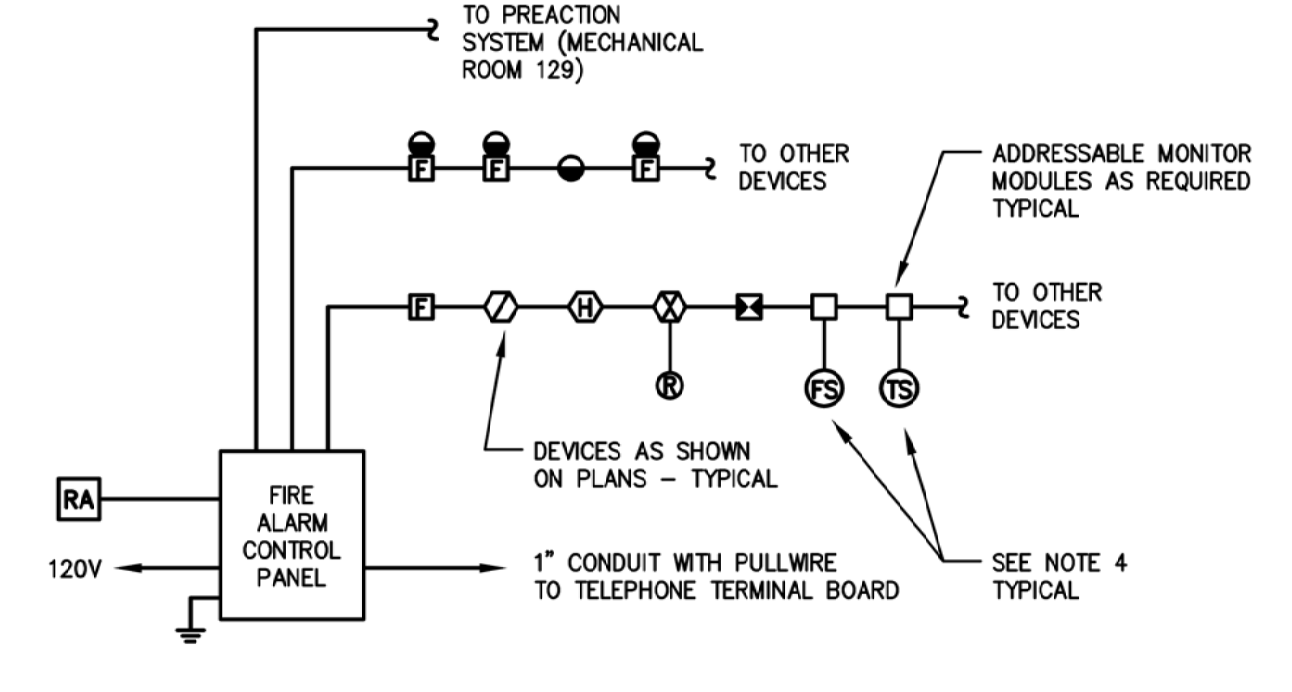 TO PREACTION
SYSTEM (MECHANICAL
ROOM 129)
F
F
F
TO OTHER
DEVICES
ADDRESSABLE MONITOR
MODULES AS REQUIRED
TYPICAL
F
H
X
TO OTHER
DEVICES
R
FS
TS
DEVICES AS SHOWN
ON PLANS – TYPICAL
RA
FIRE
ALARM
CONTROL
PANEL
120V
1" CONDUIT WITH PULLWIRE
TO TELEPHONE TERMINAL BOARD
SEE NOTE 4
TYPICAL